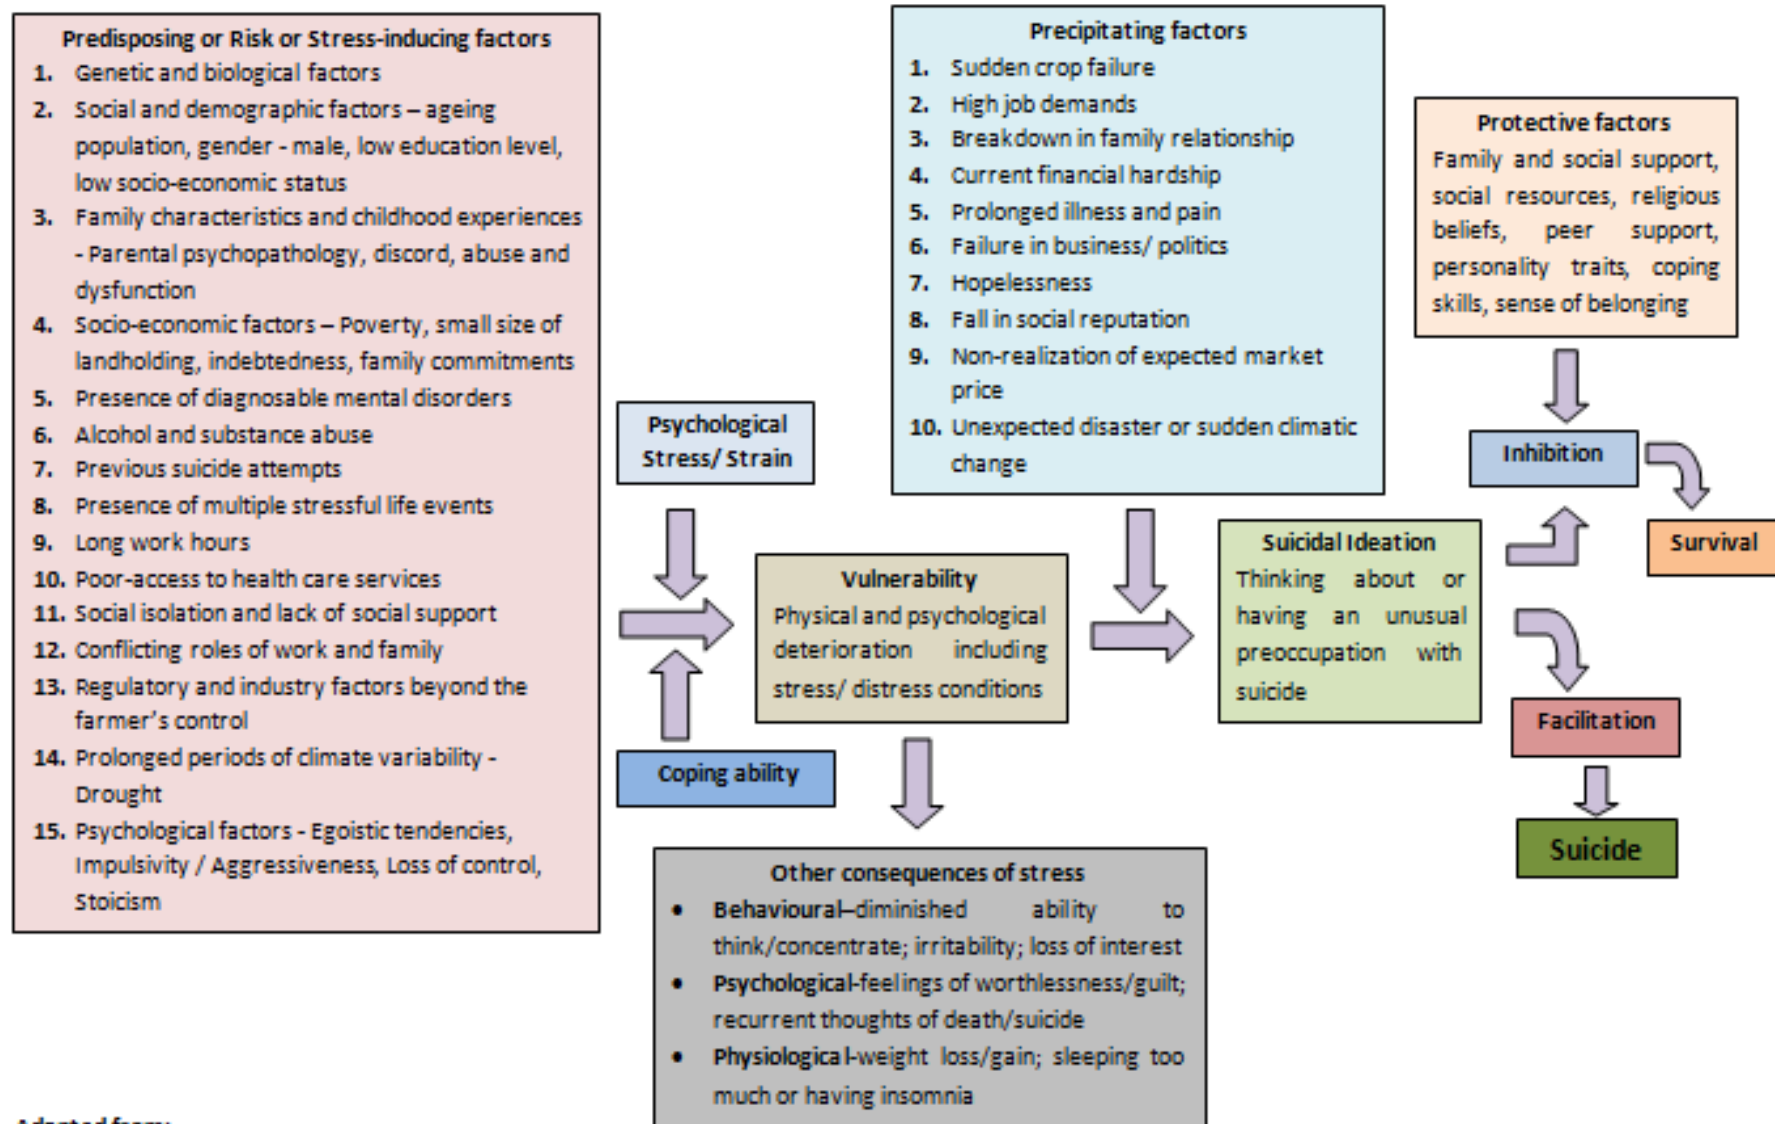 Predisposing or Risk or Stress-inducing factors
1. Genetic and biological factors
2. Social and demographic factors – ageing
population, gender - male, low education level,
low socio-economic status
3. Family characteristics and childhood experiences
- Parental psychopathology, discord, abuse and
dysfunction
4. Socio-economic factors – Poverty, small size of
landholding, indebtedness, family commitments
5. Presence of diagnosable mental disorders
6. Alcohol and substance abuse
7. Previous suicide attempts
8. Presence of multiple stressful life events
9. Long work hours
10. Poor-access to health care services
11. Social isolation and lack of social support
12. Conflicting roles of work and family
13. Regulatory and industry factors beyond the
farmer's control
14. Prolonged periods of climate variability -
Drought
15. Psychological factors - Egoistic tendencies,
Impulsivity / Aggressiveness, Loss of control,
Stoicism
Psychological
Stress/ Strain
Coping ability
Vulnerability
Physical and psychological
deterioration including
stress/ distress conditions
Precipitating factors
1. Sudden crop failure
2. High job demands
3. Breakdown in family relationship
4. Current financial hardship
5. Prolonged illness and pain
6. Failure in business/ politics
7. Hopelessness
8. Fall in social reputation
9. Non-realization of expected market
price
10. Unexpected disaster or sudden climatic
change
Suicidal Ideation
Thinking about or
having an unusual
preoccupation with
suicide
Protective factors
Family and social support,
social resources, religious
beliefs, peer support,
personality traits, coping
skills, sense of belonging
Inhibition
Survival
Facilitation
Suicide
Other consequences of stress
• Behavioural–diminished ability to
think/concentrate; irritability; loss of interest
• Psychological-feelings of worthlessness/guilt;
recurrent thoughts of death/suicide
• Physiological-weight loss/gain; sleeping too
much or having insomnia